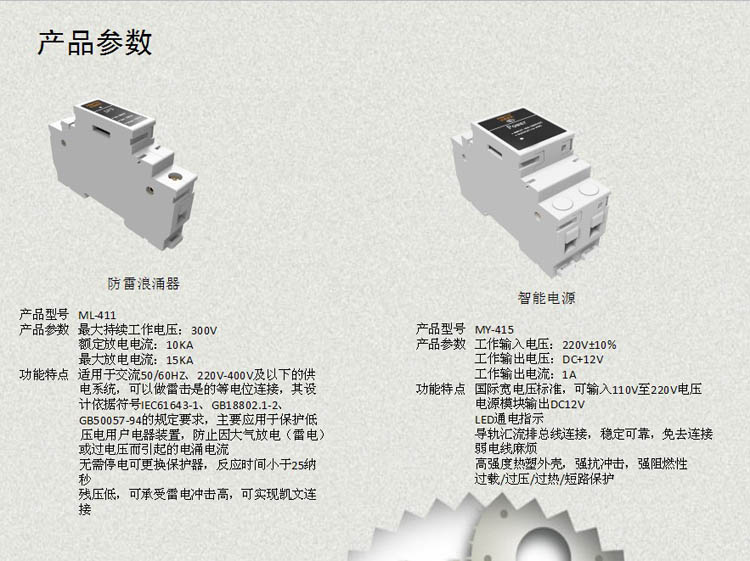 产品参数
Power
防雷浪涌器
产品型号 ML-411
产品参数 最大持续工作电压：300V
额定放电电流：10KA
最大放电电流：15KA
功能特点 适用于交流50/60HZ、220V-400V及以下的供
电系统，可以做雷击是的等电位连接，其设
计依据符号IEC61643-1、GB18802.1-2、
GB50057-94的规定要求，主要应用于保护低
压电用户电器装置，防止因大气放电（雷电）
或过电压而引起的电涌电流
无需停电可更换保护器，反应时间小于25纳
秒
残压低，可承受雷电冲击高，可实现凯文连
接
智能电源
产品型号 MY-415
产品参数 工作输入电压：220V±10%
工作输出电压：DC+12V
工作输出电流：1A
功能特点 国际宽电压标准，可输入110V至220V电压
电源模块输出DC12V
LED通电指示
导轨汇流排总线连接，稳定可靠，免去连接
弱电线麻烦
高强度热塑外壳，强抗冲击，强阻燃性
过载/过压/过热/短路保护